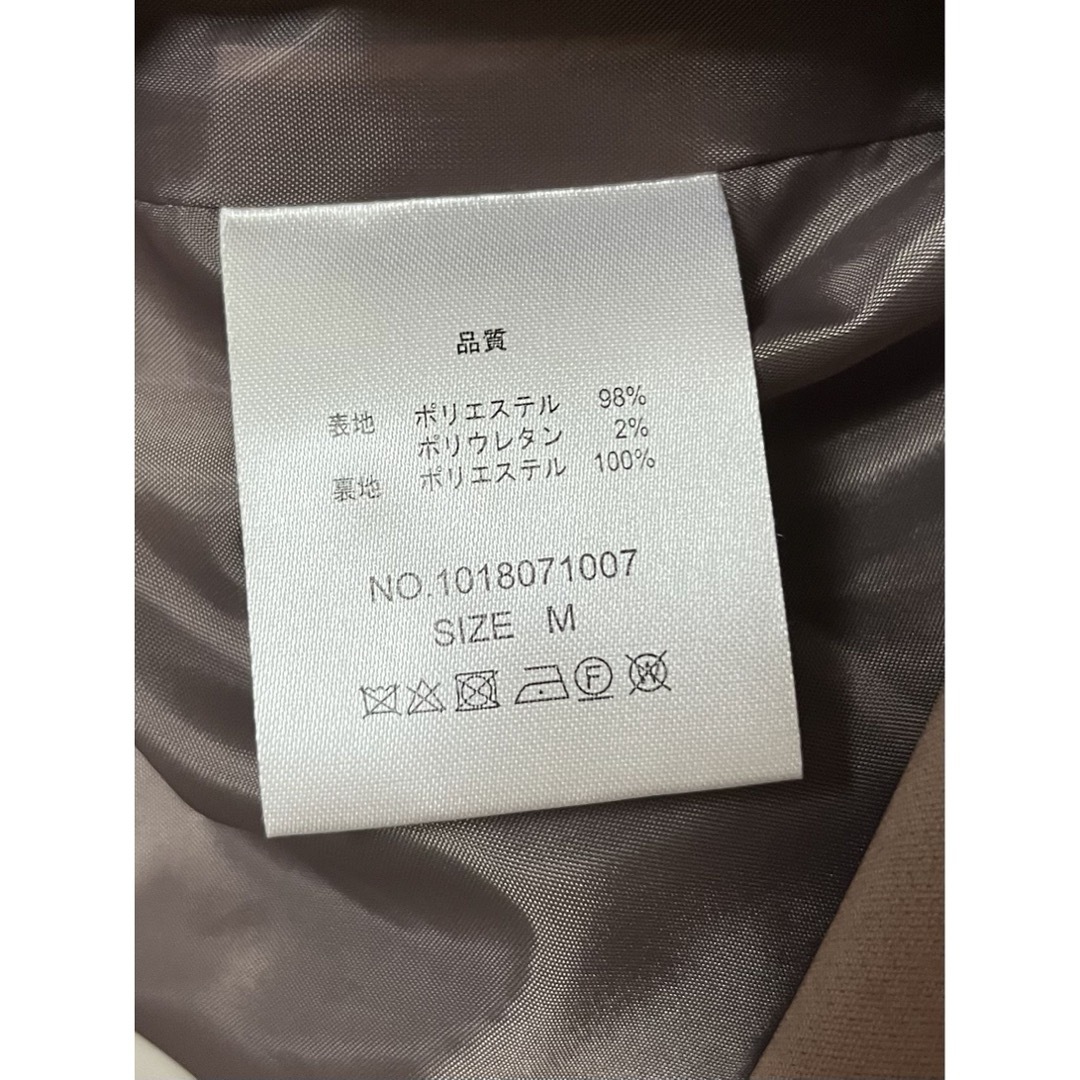 品質
表地 ポリエステル 98%
ポリウレタン 2%
裏地 ポリエステル 100%
NO.1018071007
SIZE M
F W